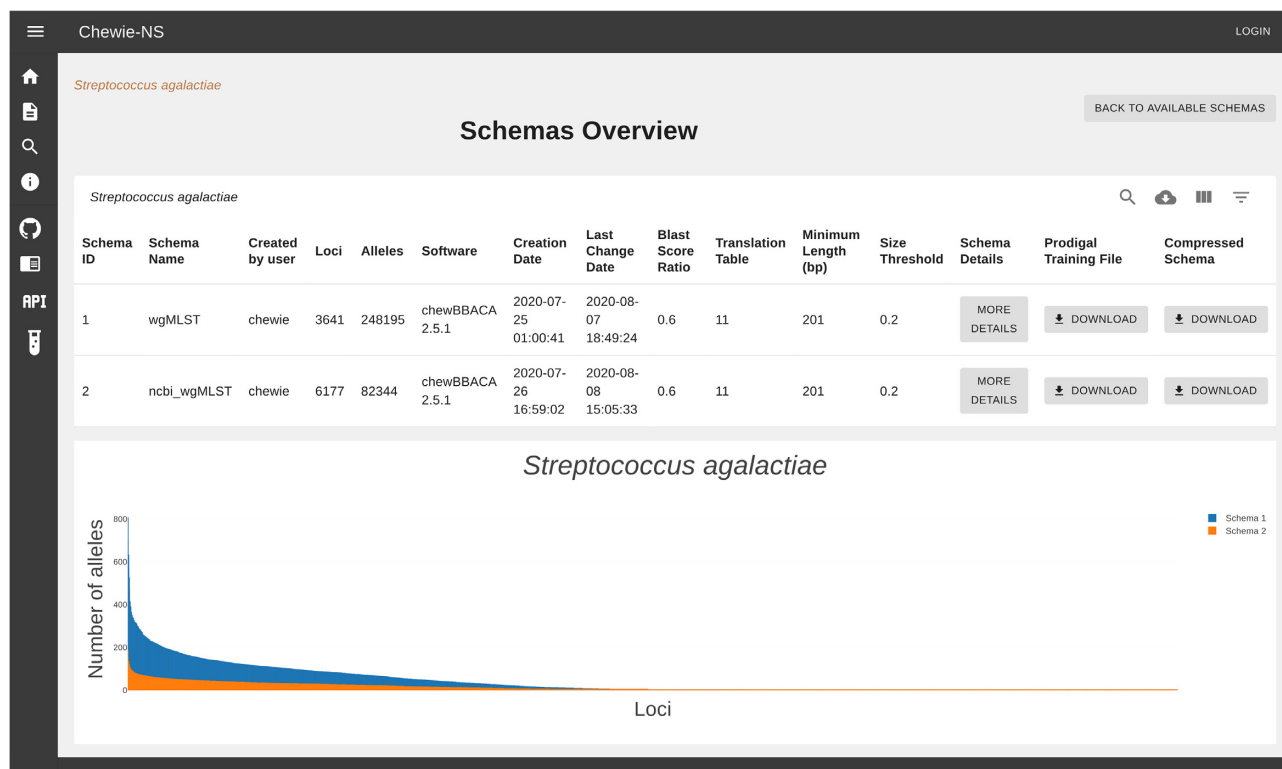 Chewie-NS
LOGIN
Streptococcus agalactiae
BACK TO AVAILABLE SCHEMAS
Schemas Overview
Streptococcus agalactiae
API
Schema ID Schema Name Created by user Loci Alleles Software Creation Date Last Change Date Blast Score Ratio Translation Table Minimum Length (bp) Size Threshold Schema Details Prodigal Training File Compressed Schema
1 wgMLST chewie 3641 248195 chewBBACA 2.5.1 2020-07-25 01:00:41 2020-08-07 18:49:24 0.6 11 201 0.2 MORE DETAILS DOWNLOAD DOWNLOAD
2 ncbi_wgMLST chewie 6177 82344 chewBBACA 2.5.1 2020-07-26 16:59:02 2020-08-08 15:05:33 0.6 11 201 0.2 MORE DETAILS DOWNLOAD DOWNLOAD
Streptococcus agalactiae
Number of alleles
800
600
400
200
0
Loci
Schema 1
Schema 2